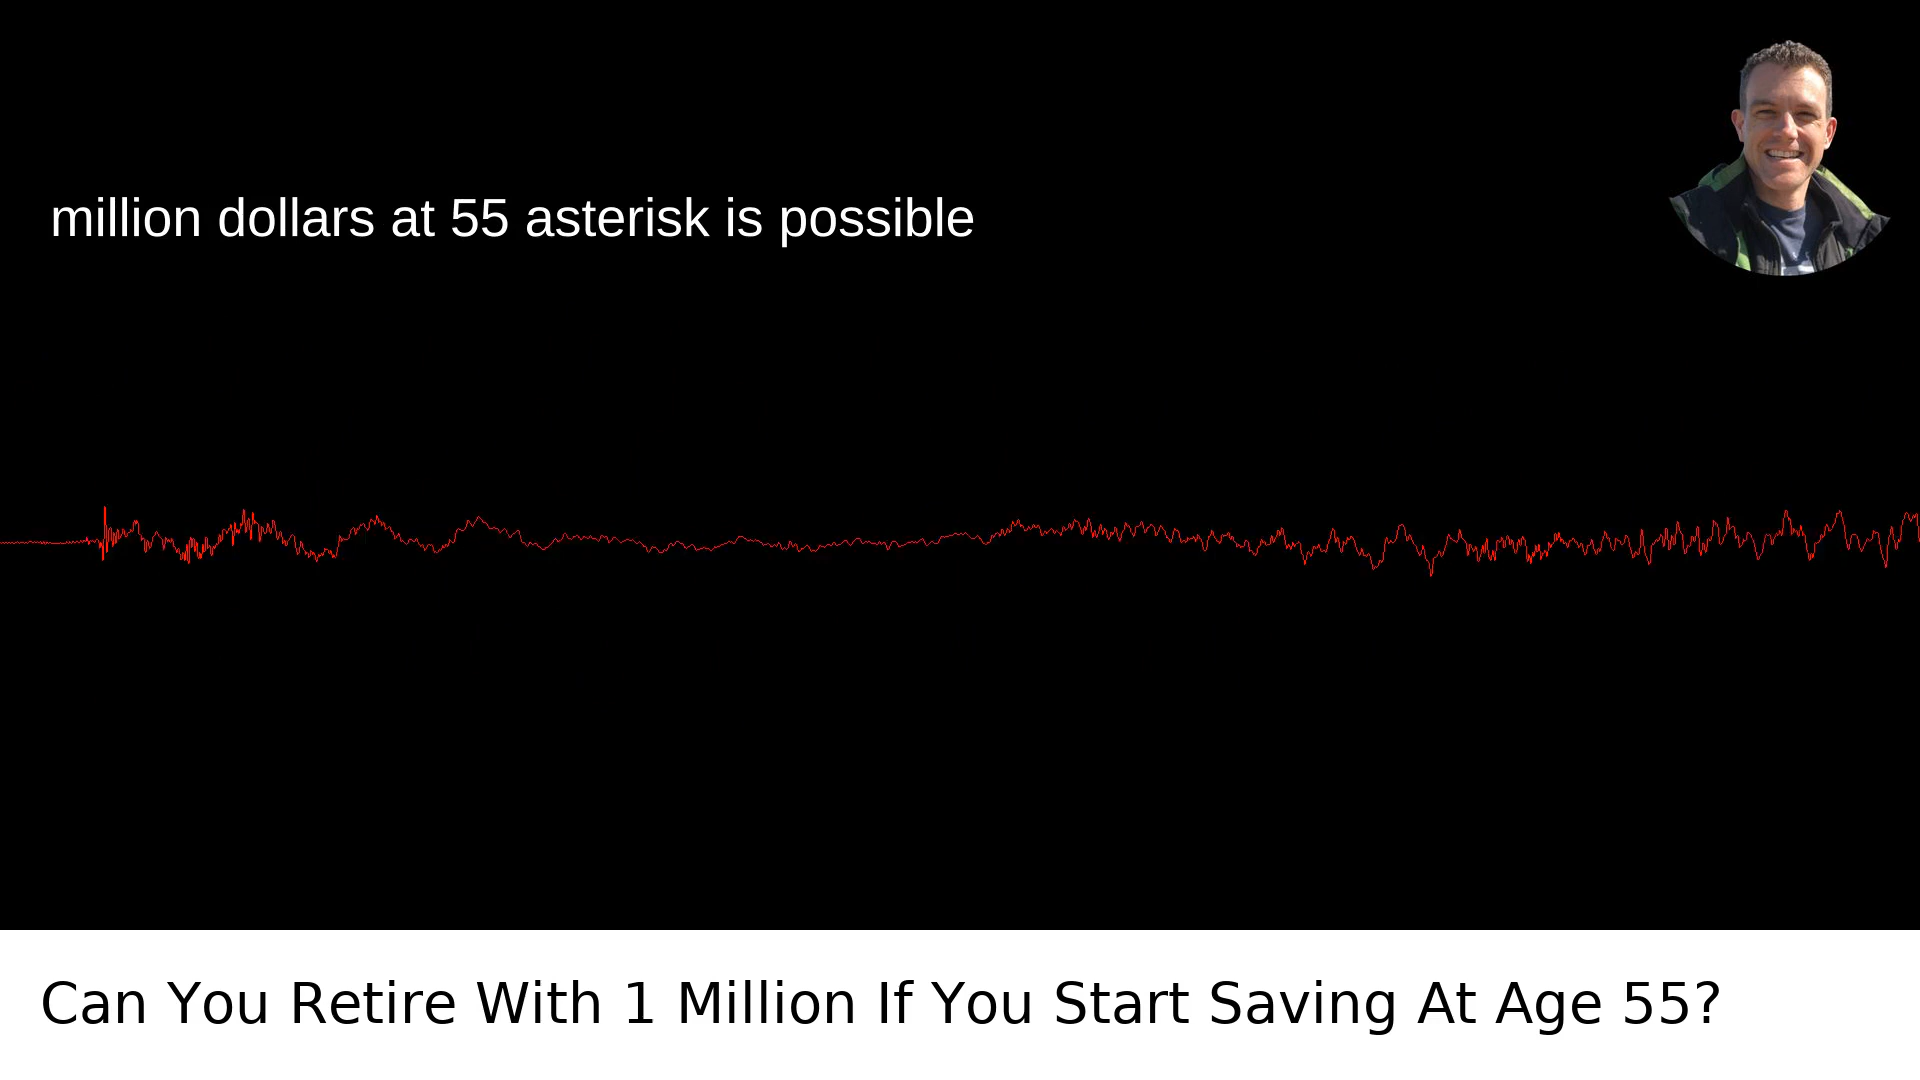 million dollars at 55 asterisk is possible
Can You Retire With 1 Million If You Start Saving At Age 55?